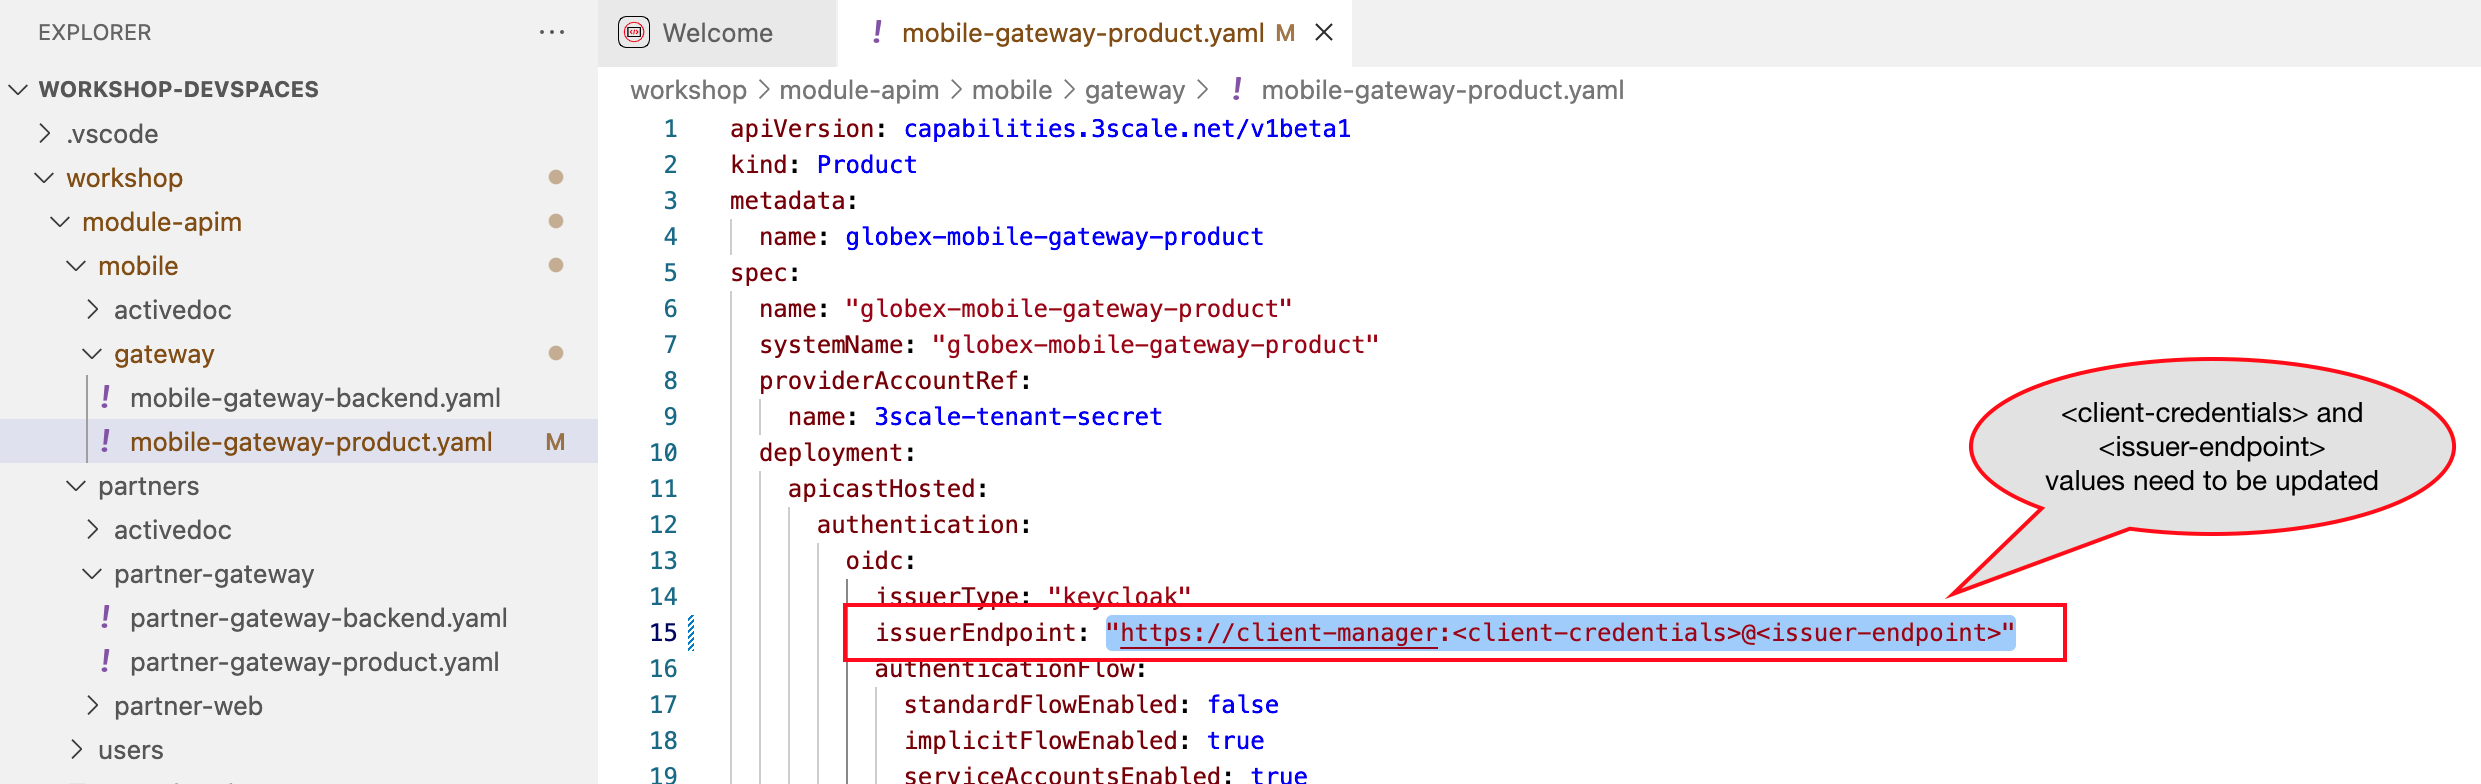 EXPLORER
WORKSHOP-DEVSPACES
.vscode
workshop
module-apim
mobile
activedoc
gateway
mobile-gateway-backend.yaml
mobile-gateway-product.yaml M
partners
activedoc
partner-gateway
partner-gateway-backend.yaml
partner-gateway-product.yaml
partner-web
users
Welcome
! mobile-gateway-product.yaml M
workshop > module-apim > mobile > gateway > ! mobile-gateway-product.yaml
1 apiVersion: capabilities.3scale.net/v1beta1
2 kind: Product
3 metadata:
4 name: globex-mobile-gateway-product
5 spec:
6 name: "globex-mobile-gateway-product"
7 systemName: "globex-mobile-gateway-product"
8 providerAccountRef:
9 name: 3scale-tenant-secret
10 deployment:
11 apicastHosted:
12 authentication:
13 oidc:
14 issuerType: "keycloak"
15 issuerEndpoint: "https://client-manager:<client-credentials>@<issuer-endpoint>"
16 authenticationFlow:
17 standardFlowEnabled: false
18 implicitFlowEnabled: true
19 serviceAccountsEnabled: true
<client-credentials> and
<issuer-endpoint>
values need to be updated